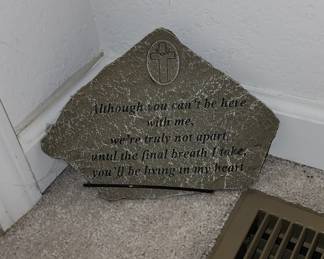 Although you can't be here
with me,
we're truly not apart
until the final breath I take,
you'll be living in my heart